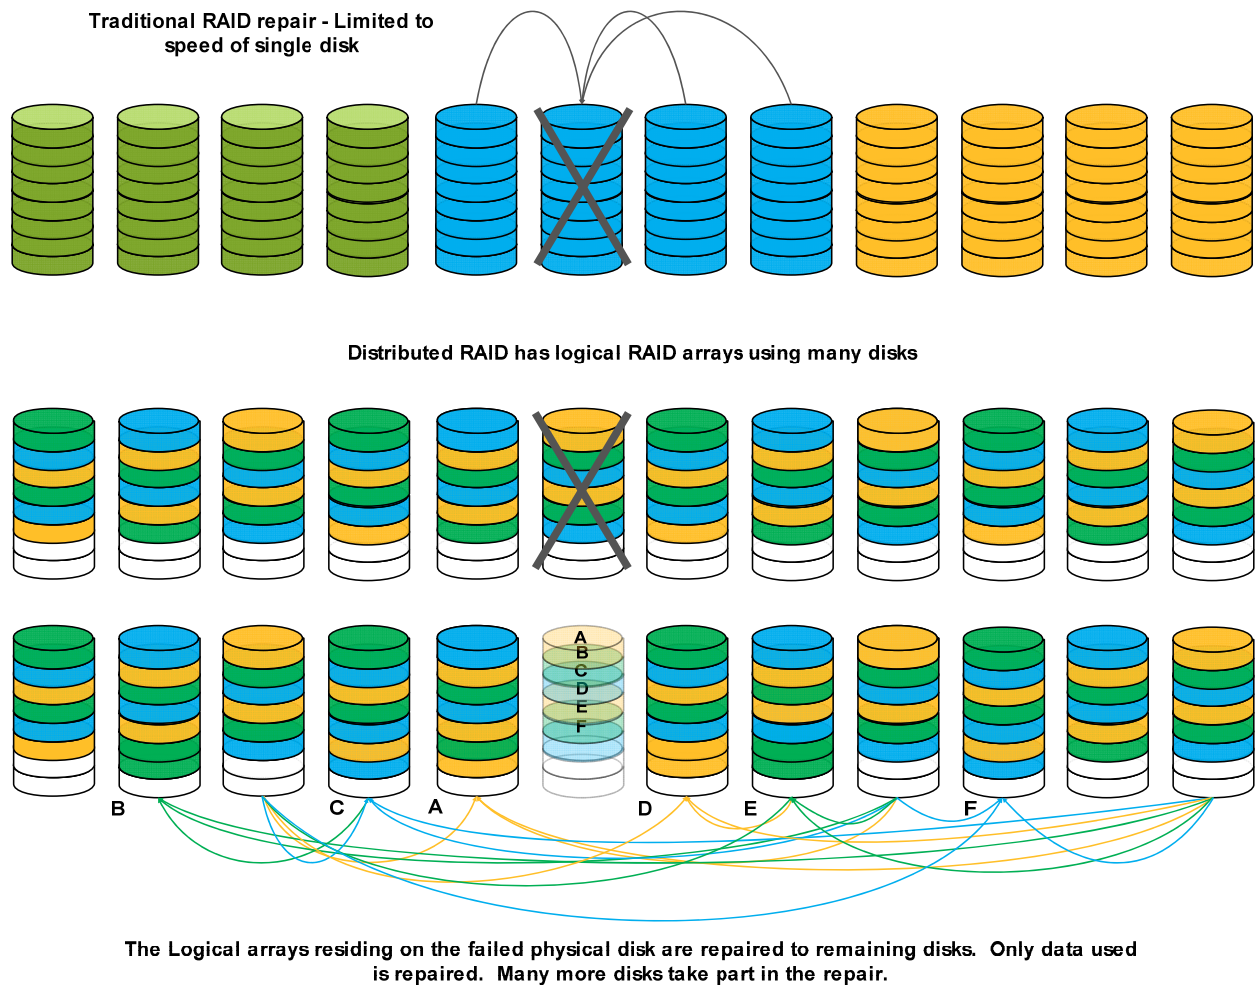 Traditional RAID repair - Limited to
speed of single disk
Distributed RAID has logical RAID arrays using many disks
A
B
C
D
E
F
B
C
A
D
E
F
The Logical arrays residing on the failed physical disk are repaired to remaining disks.  Only data used
is repaired.  Many more disks take part in the repair.